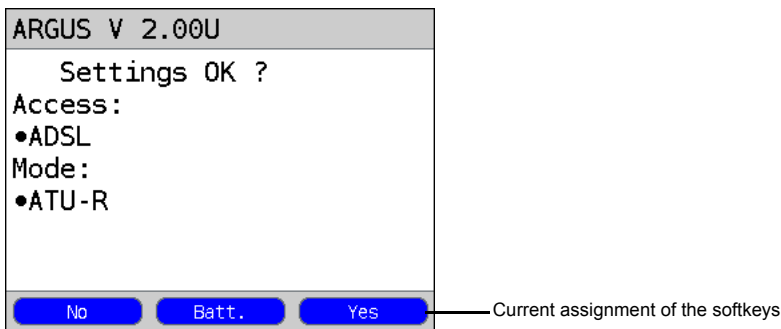 ARGUS V 2.00U
Settings OK ?
Access:
•ADSL
Mode:
•ATU-R
No Batt. Yes
Current assignment of the softkeys